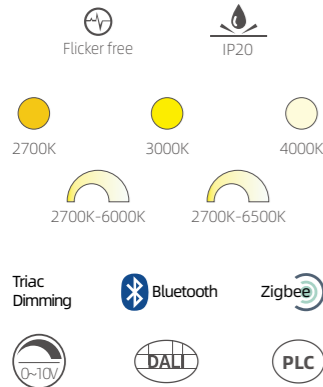 Flicker free
IP20
2700K
3000K
4000K
2700K-6000K
2700K-6500K
Triac
Dimming
Bluetooth
Zigbee
0~10V
DALI
PLC